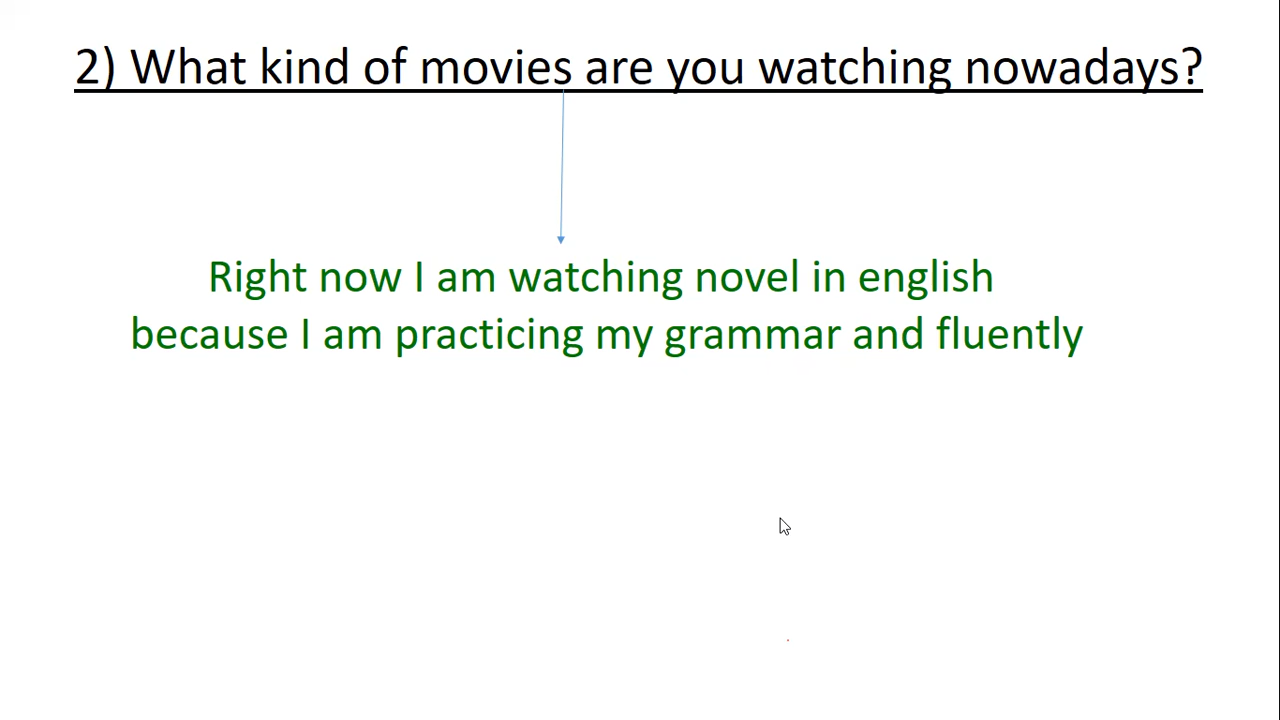 2) What kind of movies are you watching nowadays?
Right now I am watching novel in english
because I am practicing my grammar and fluently